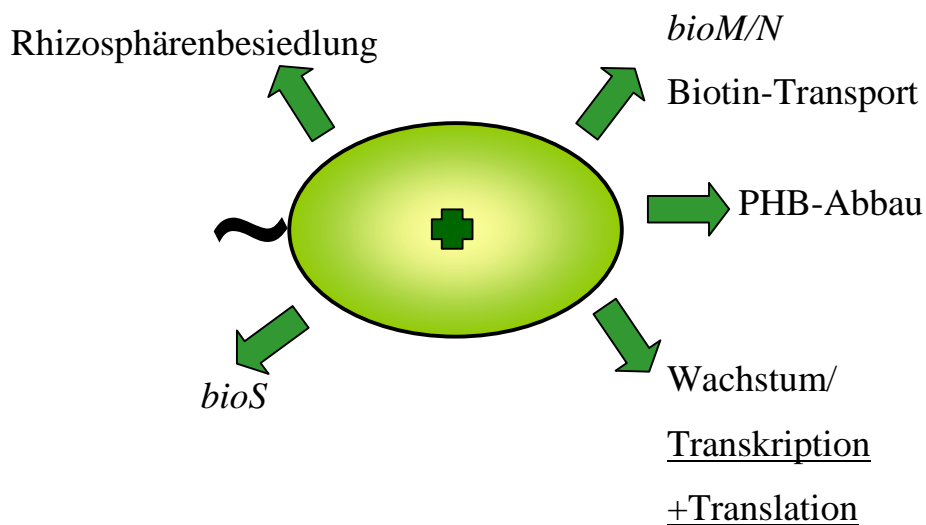 Rhizosphärenbesiedlung
bioM/N
Biotin-Transport
PHB-Abbau
bioS
Wachstum/
Transkription
+Translation